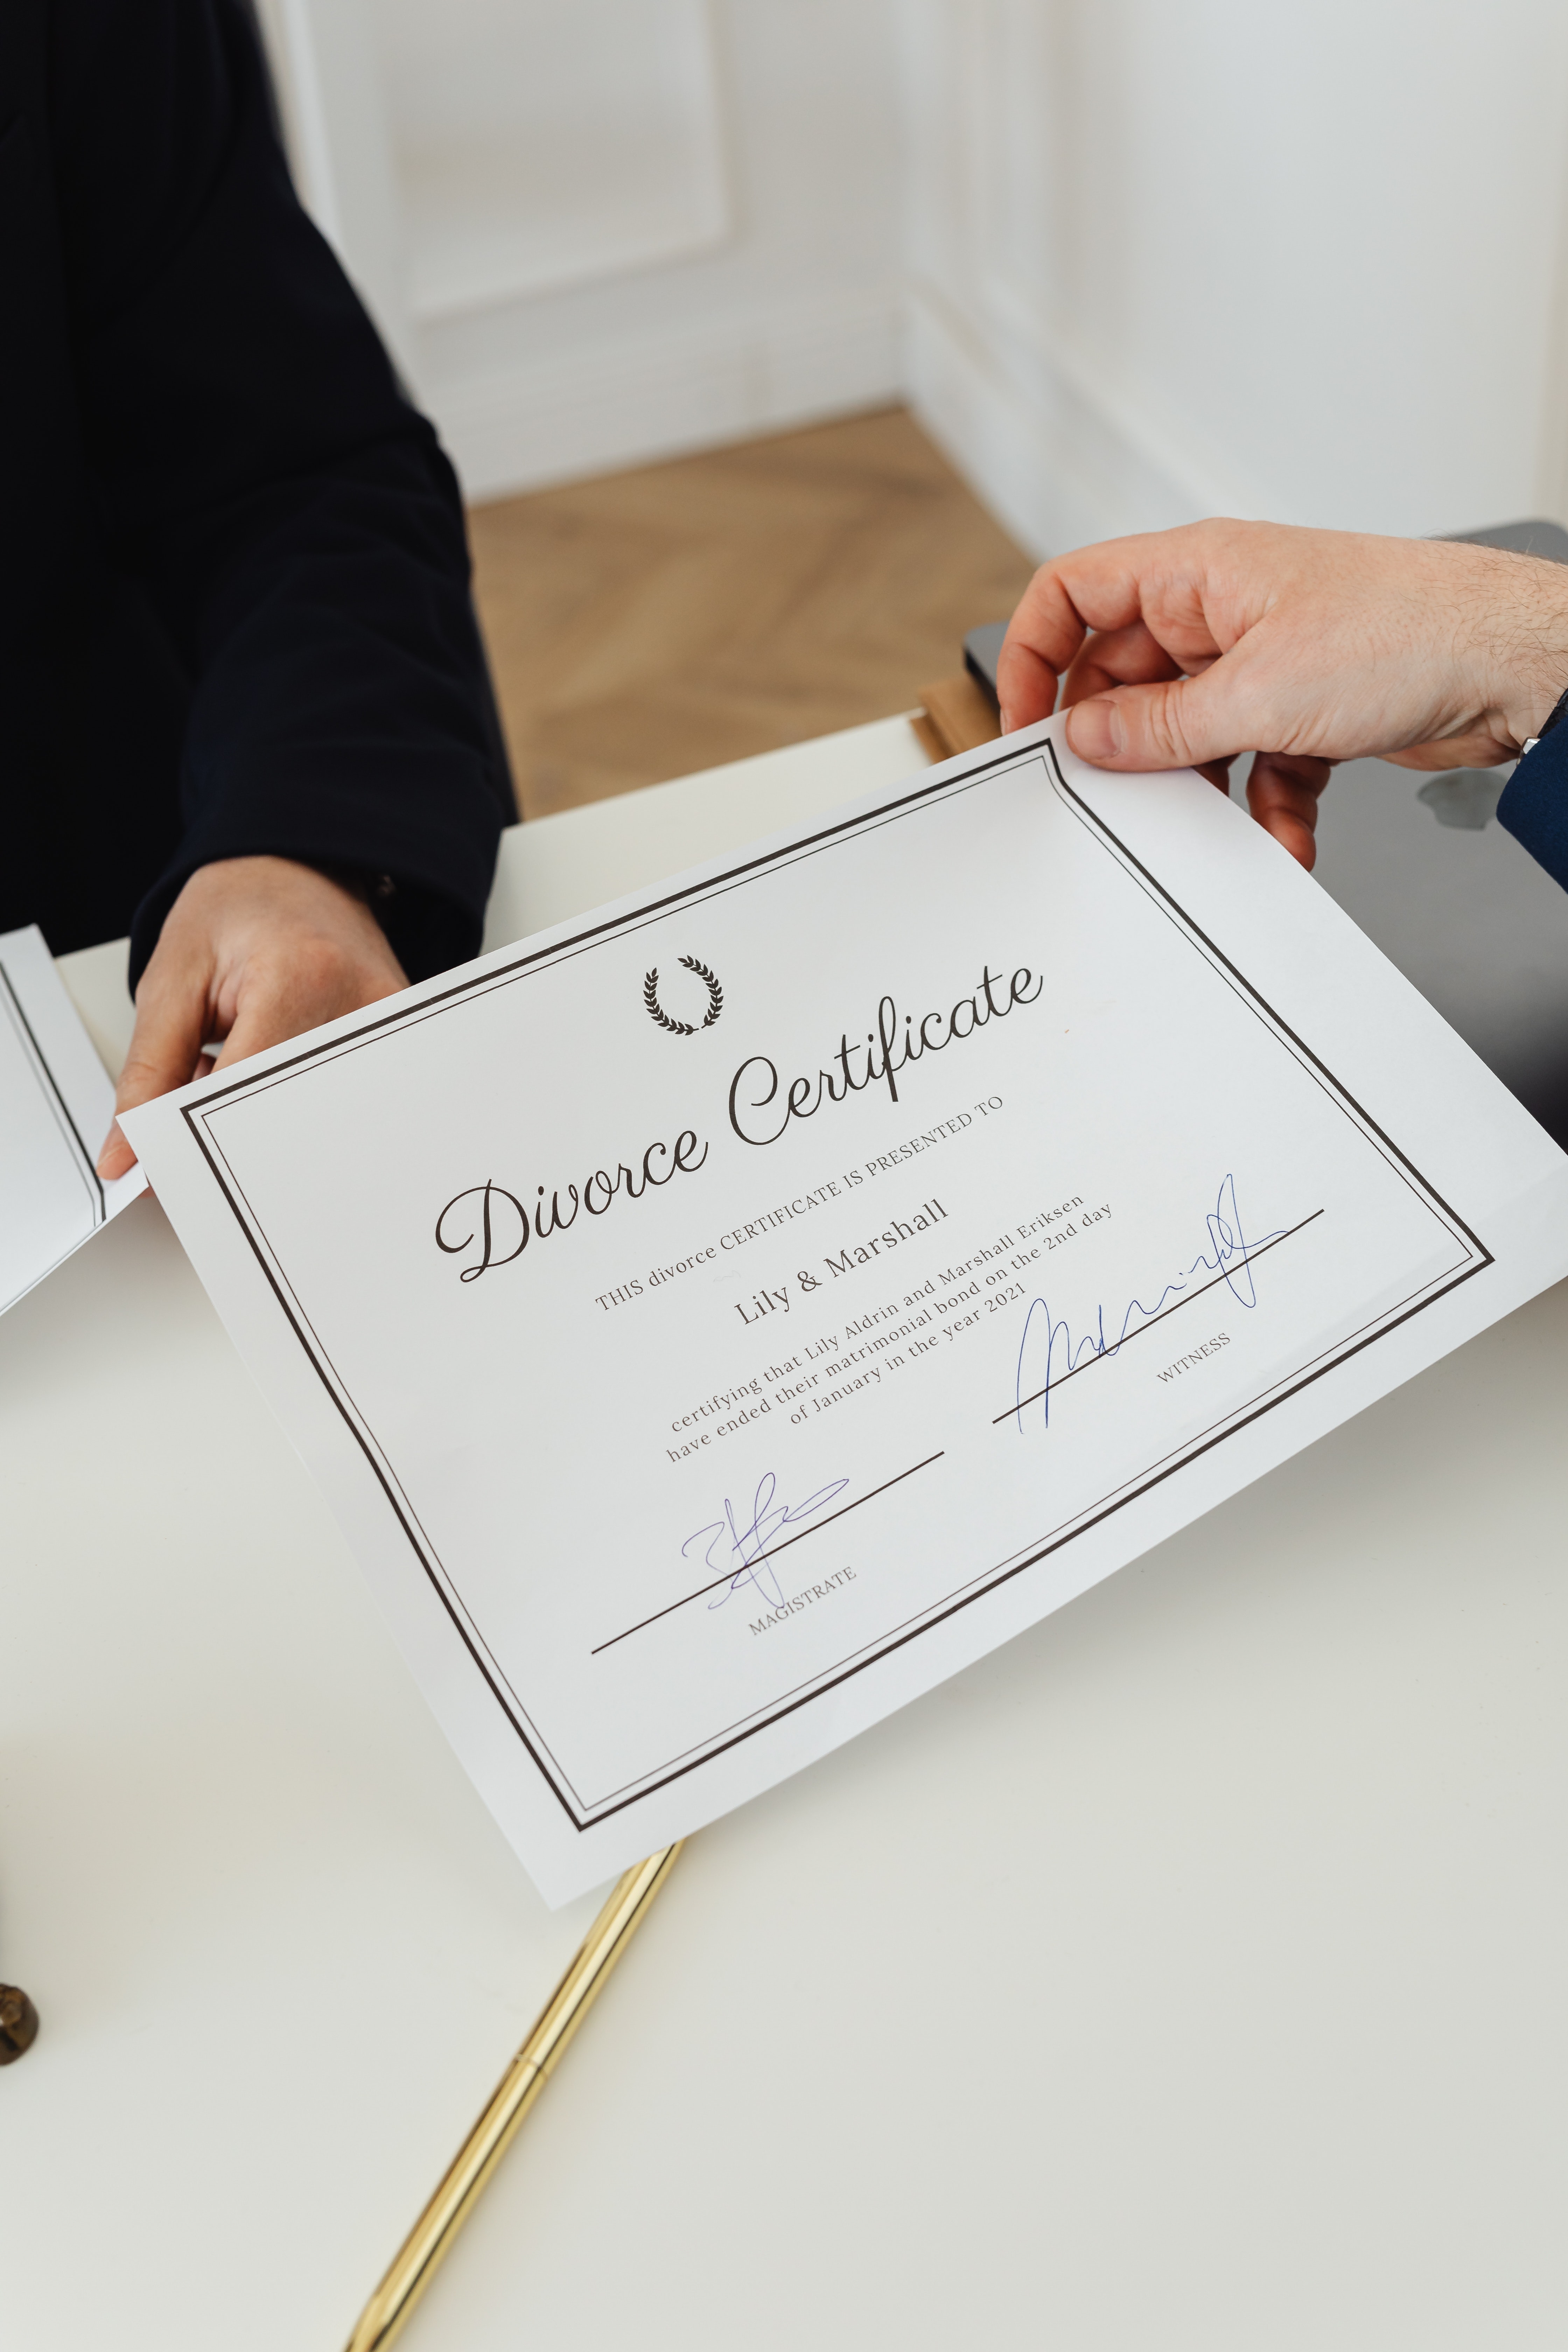 Divorce Certificate
THIS divorce CERTIFICATE IS PRESENTED TO
Lily & Marshall
certifying that Lily Aldrin and Marshall Eriksen
have ended their matrimonial bond on the 2nd day
of January in the year 2021
WITNESS
MAGISTRATE